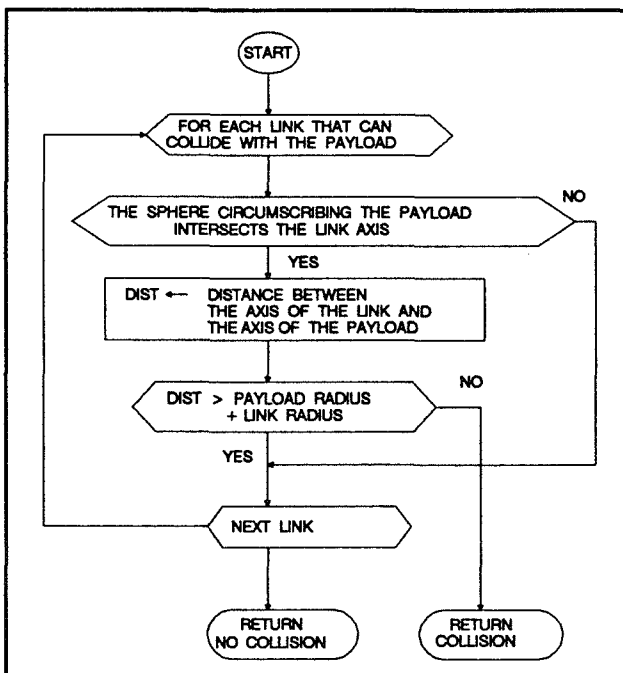 START
FOR EACH LINK THAT CAN
COLLIDE WITH THE PAYLOAD
NO
THE SPHERE CIRCUMSCRIBING THE PAYLOAD
INTERSECTS THE LINK AXIS
YES
DIST ← DISTANCE BETWEEN
THE AXIS OF THE LINK AND
THE AXIS OF THE PAYLOAD
NO
DIST > PAYLOAD RADIUS
+ LINK RADIUS
YES
NEXT LINK
RETURN
NO COLLISION
RETURN
COLLISION